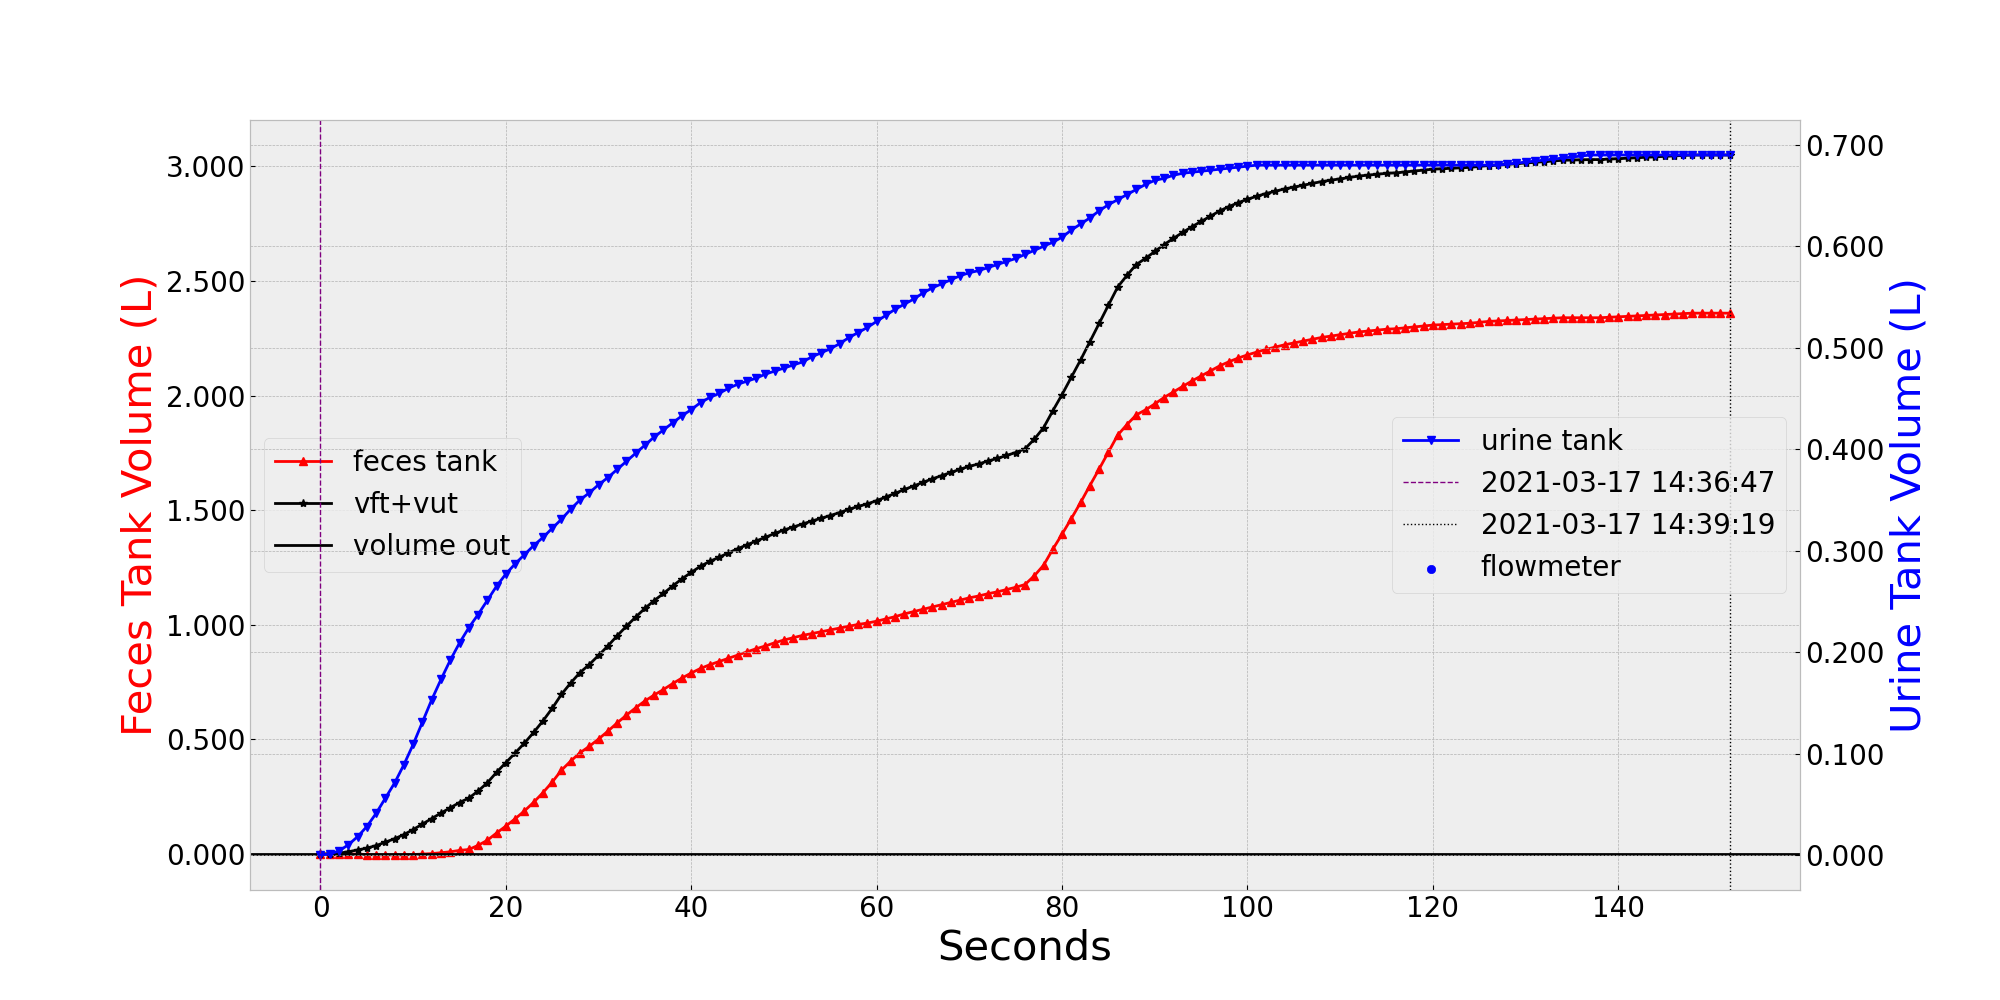 Feces Tank Volume (L)
3.000
2.500
2.000
1.500
1.000
0.500
0.000
feces tank
vft+vut
volume out
urine tank
2021-03-17 14:36:47
2021-03-17 14:39:19
flowmeter
0.700
0.600
0.500
0.400
0.300
0.200
0.100
0.000
Urine Tank Volume (L)
0 20 40 60 80 100 120 140
Seconds